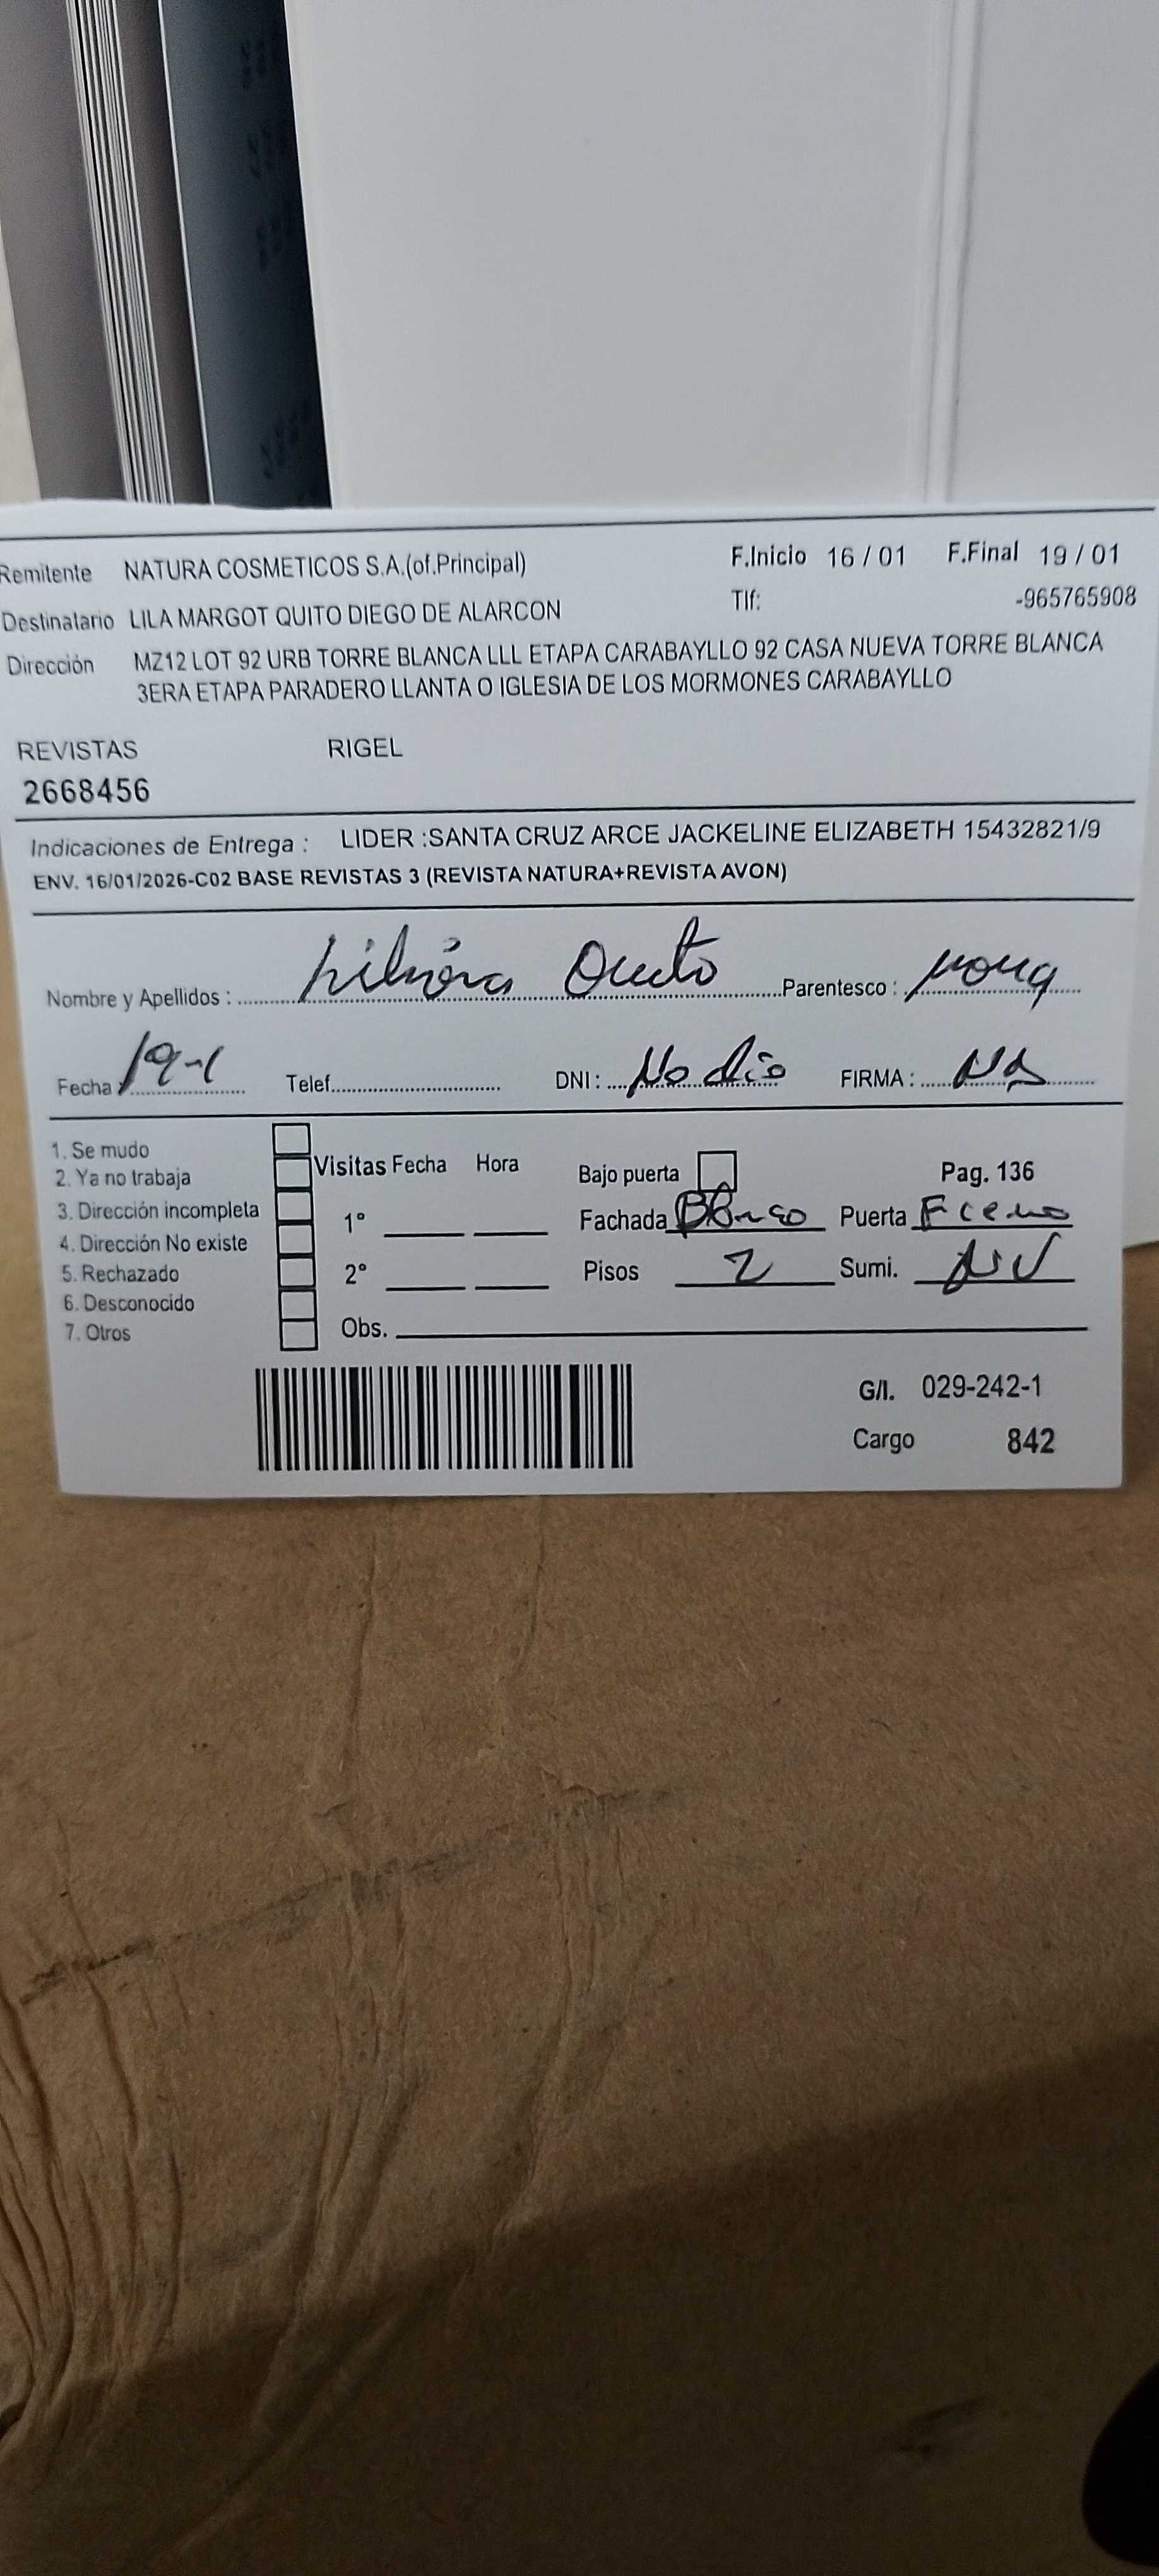 Remitente NATURA COSMETICOS S.A.(of.Principal) F.Inicio 16 / 01 F.Final 19 / 01
Destinatario LILA MARGOT QUITO DIEGO DE ALARCON Tlf: -965765908
Dirección MZ12 LOT 92 URB TORRE BLANCA LLL ETAPA CARABAYLLO 92 CASA NUEVA TORRE BLANCA
3ERA ETAPA PARADERO LLANTA O IGLESIA DE LOS MORMONES CARABAYLLO
REVISTAS RIGEL
2668456
Indicaciones de Entrega : LIDER :SANTA CRUZ ARCE JACKELINE ELIZABETH 15432821/9
ENV. 16/01/2026-C02 BASE REVISTAS 3 (REVISTA NATURA+REVISTA AVON)
Nombre y Apellidos : Parentesco :
Fecha : 19-1 Telef. DNI : No dio FIRMA :
1. Se mudo
2. Ya no trabaja Visitas Fecha Hora Bajo puerta Pag. 136
3. Dirección incompleta 1° Fachada Puerta
4. Dirección No existe
5. Rechazado 2° Pisos 2 Sumi.
6. Desconocido
7. Otros Obs.
G/I. 029-242-1
Cargo 842